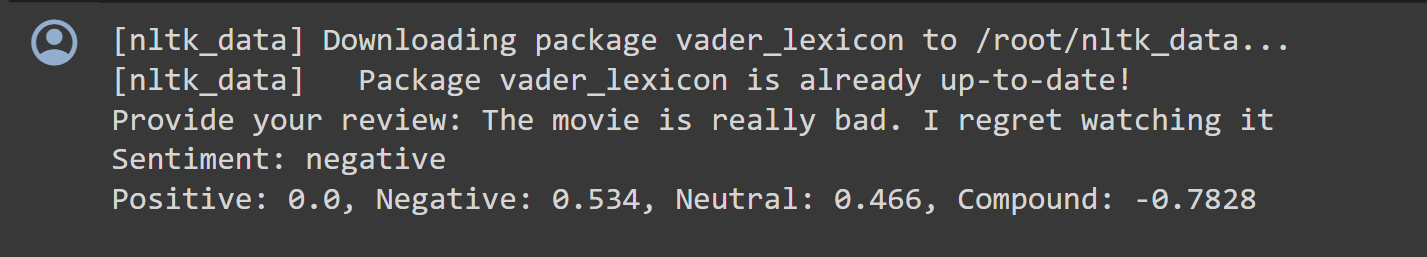 [nltk_data] Downloading package vader_lexicon to /root/nltk_data...
[nltk_data]   Package vader_lexicon is already up-to-date!
Provide your review: The movie is really bad. I regret watching it
Sentiment: negative
Positive: 0.0, Negative: 0.534, Neutral: 0.466, Compound: -0.7828